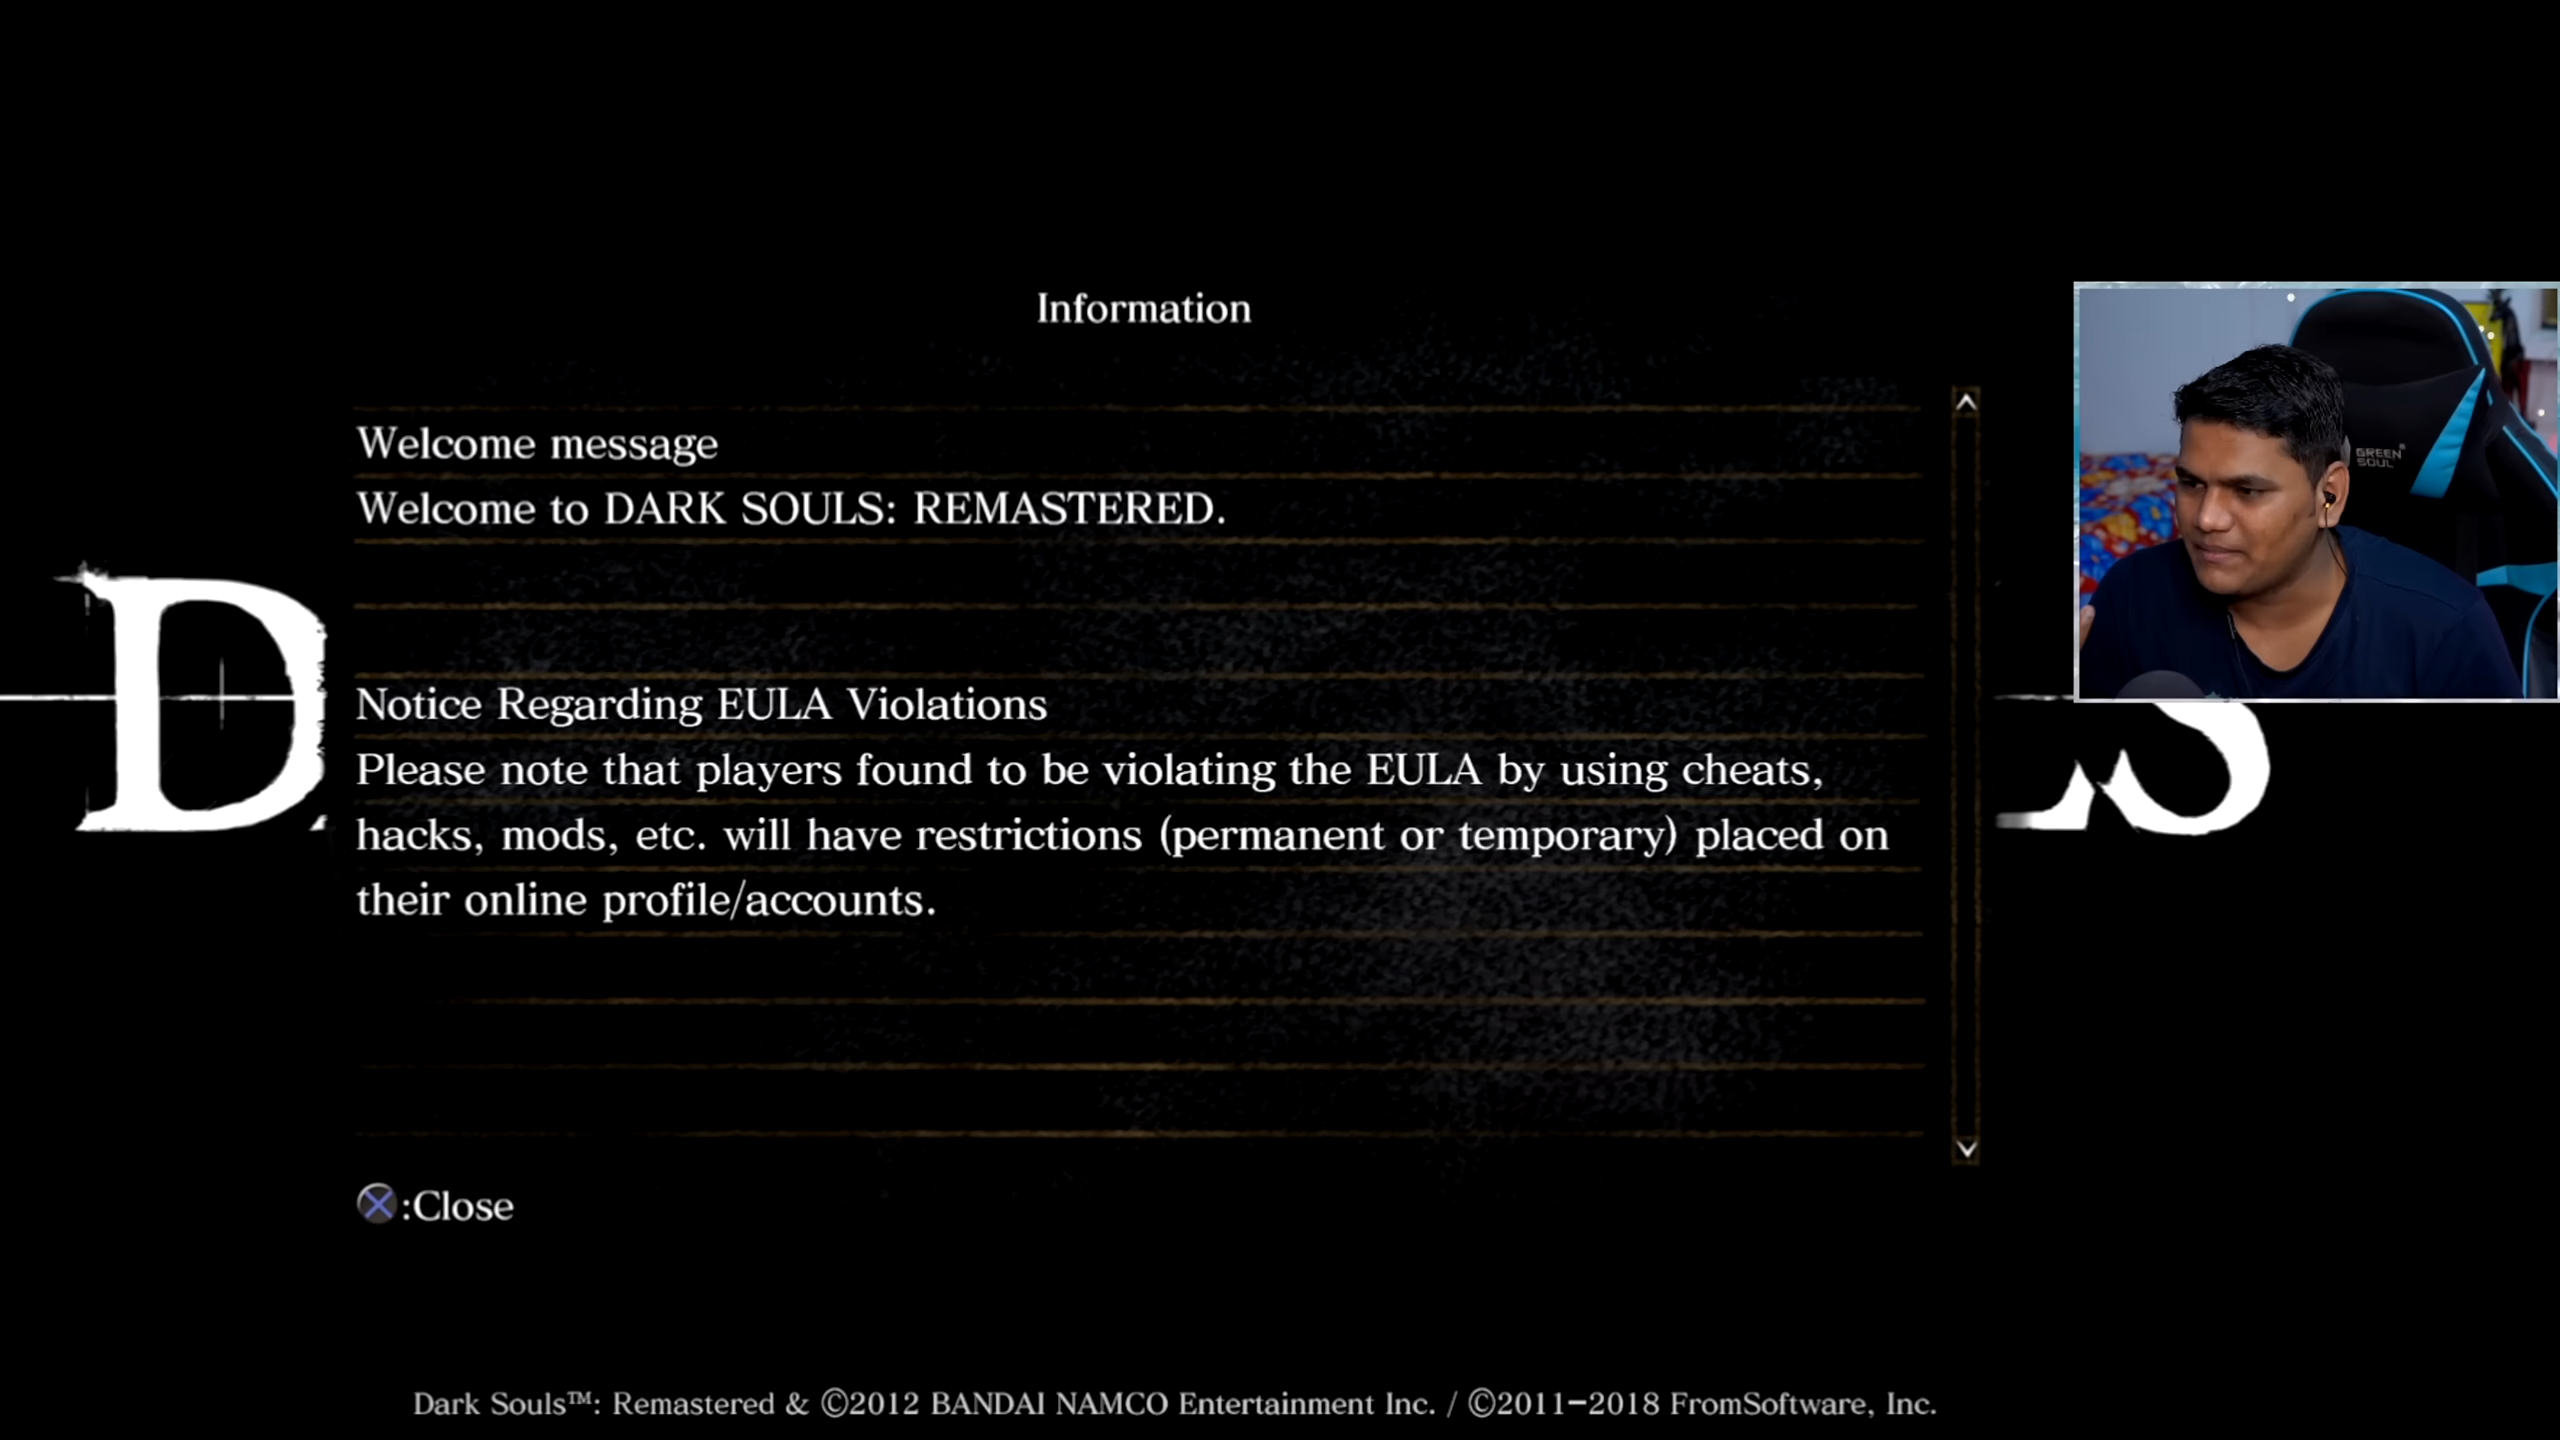 Information
Welcome message
Welcome to DARK SOULS: REMASTERED.
Notice Regarding EULA Violations
Please note that players found to be violating the EULA by using cheats,
hacks, mods, etc. will have restrictions (permanent or temporary) placed on
their online profile/accounts.
:Close
Dark Souls™: Remastered & ©2012 BANDAI NAMCO Entertainment Inc. / ©2011–2018 FromSoftware, Inc.
D
S
GREEN
SOUL